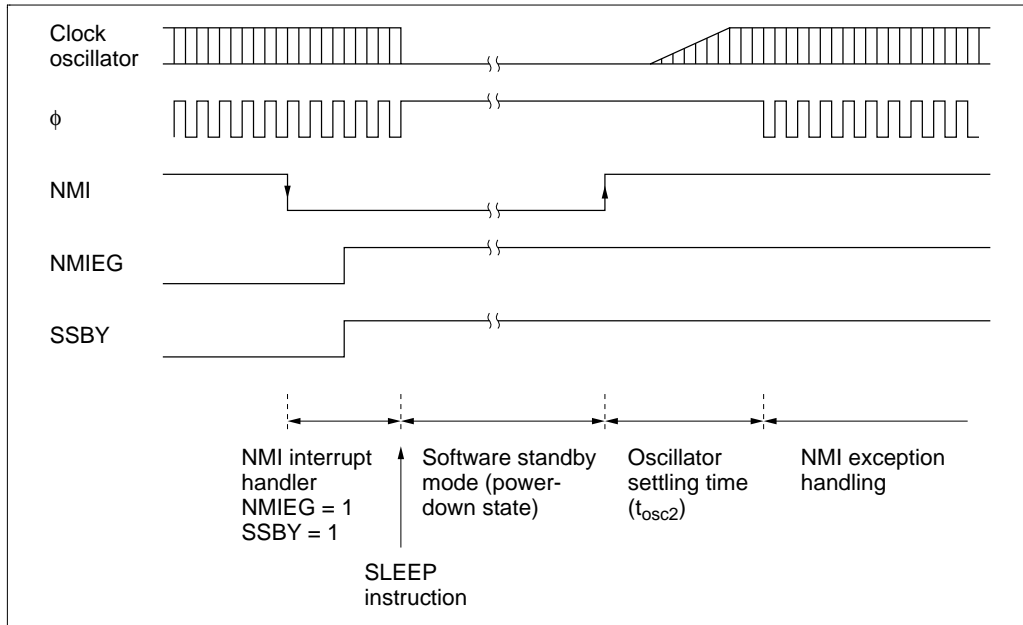 Clock
oscillator
ϕ
NMI
NMIEG
SSBY
NMI interrupt
handler
NMIEG = 1
SSBY = 1
Software standby
mode (power-
down state)
Oscillator
settling time
(tosc2)
NMI exception
handling
SLEEP
instruction